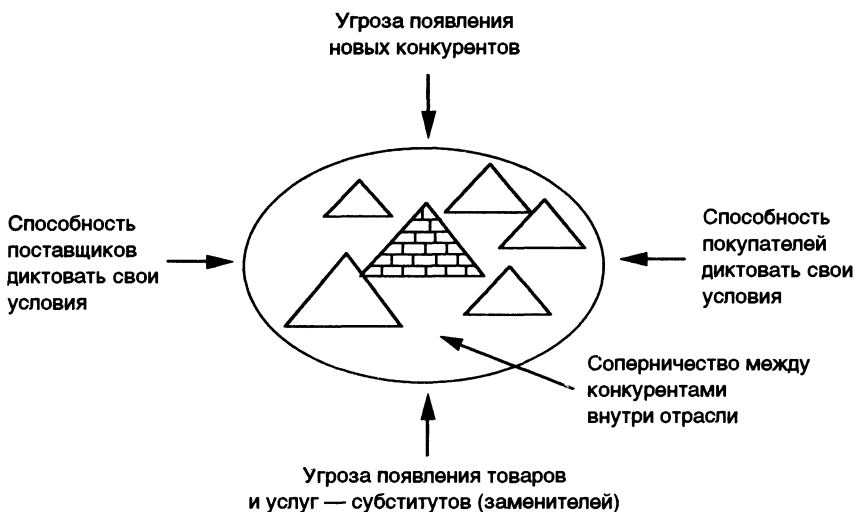 Угроза появления
новых конкурентов
Способность
поставщиков
диктовать свои
условия
Способность
покупателей
диктовать свои
условия
Соперничество между
конкурентами
внутри отрасли
Угроза появления товаров
и услуг — субститутов (заменителей)